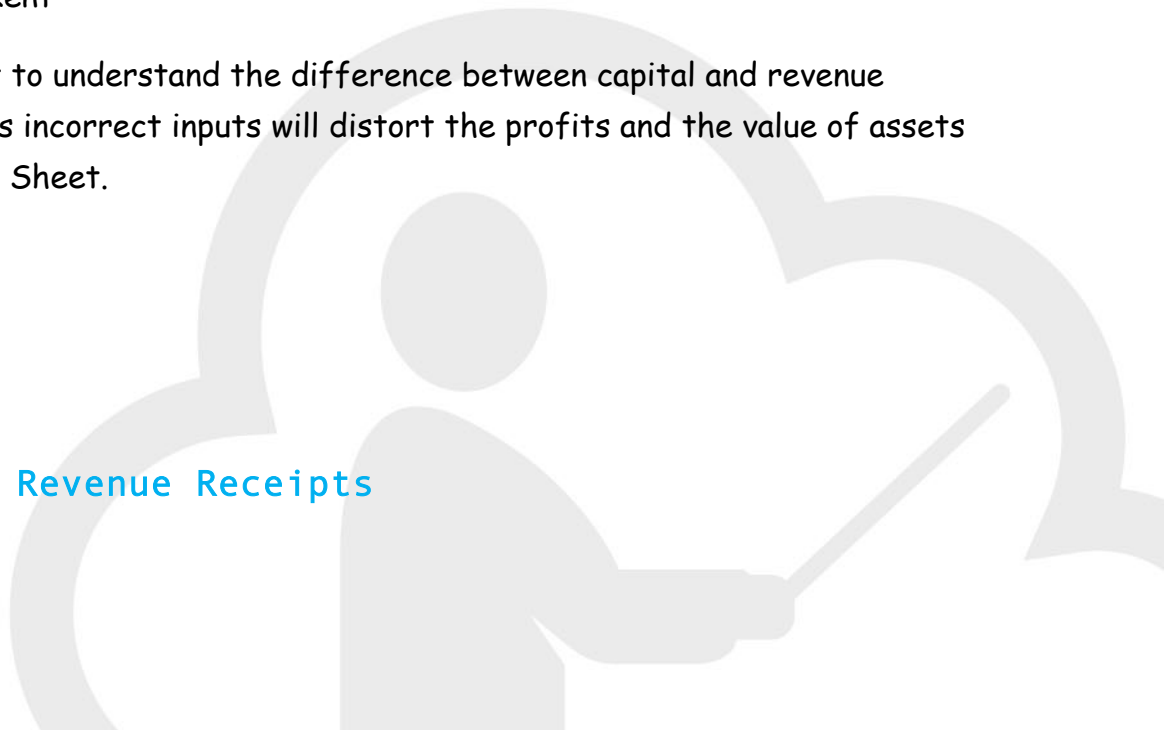 to understand the difference between capital and revenue
incorrect inputs will distort the profits and the value of assets
Sheet.
Revenue Receipts